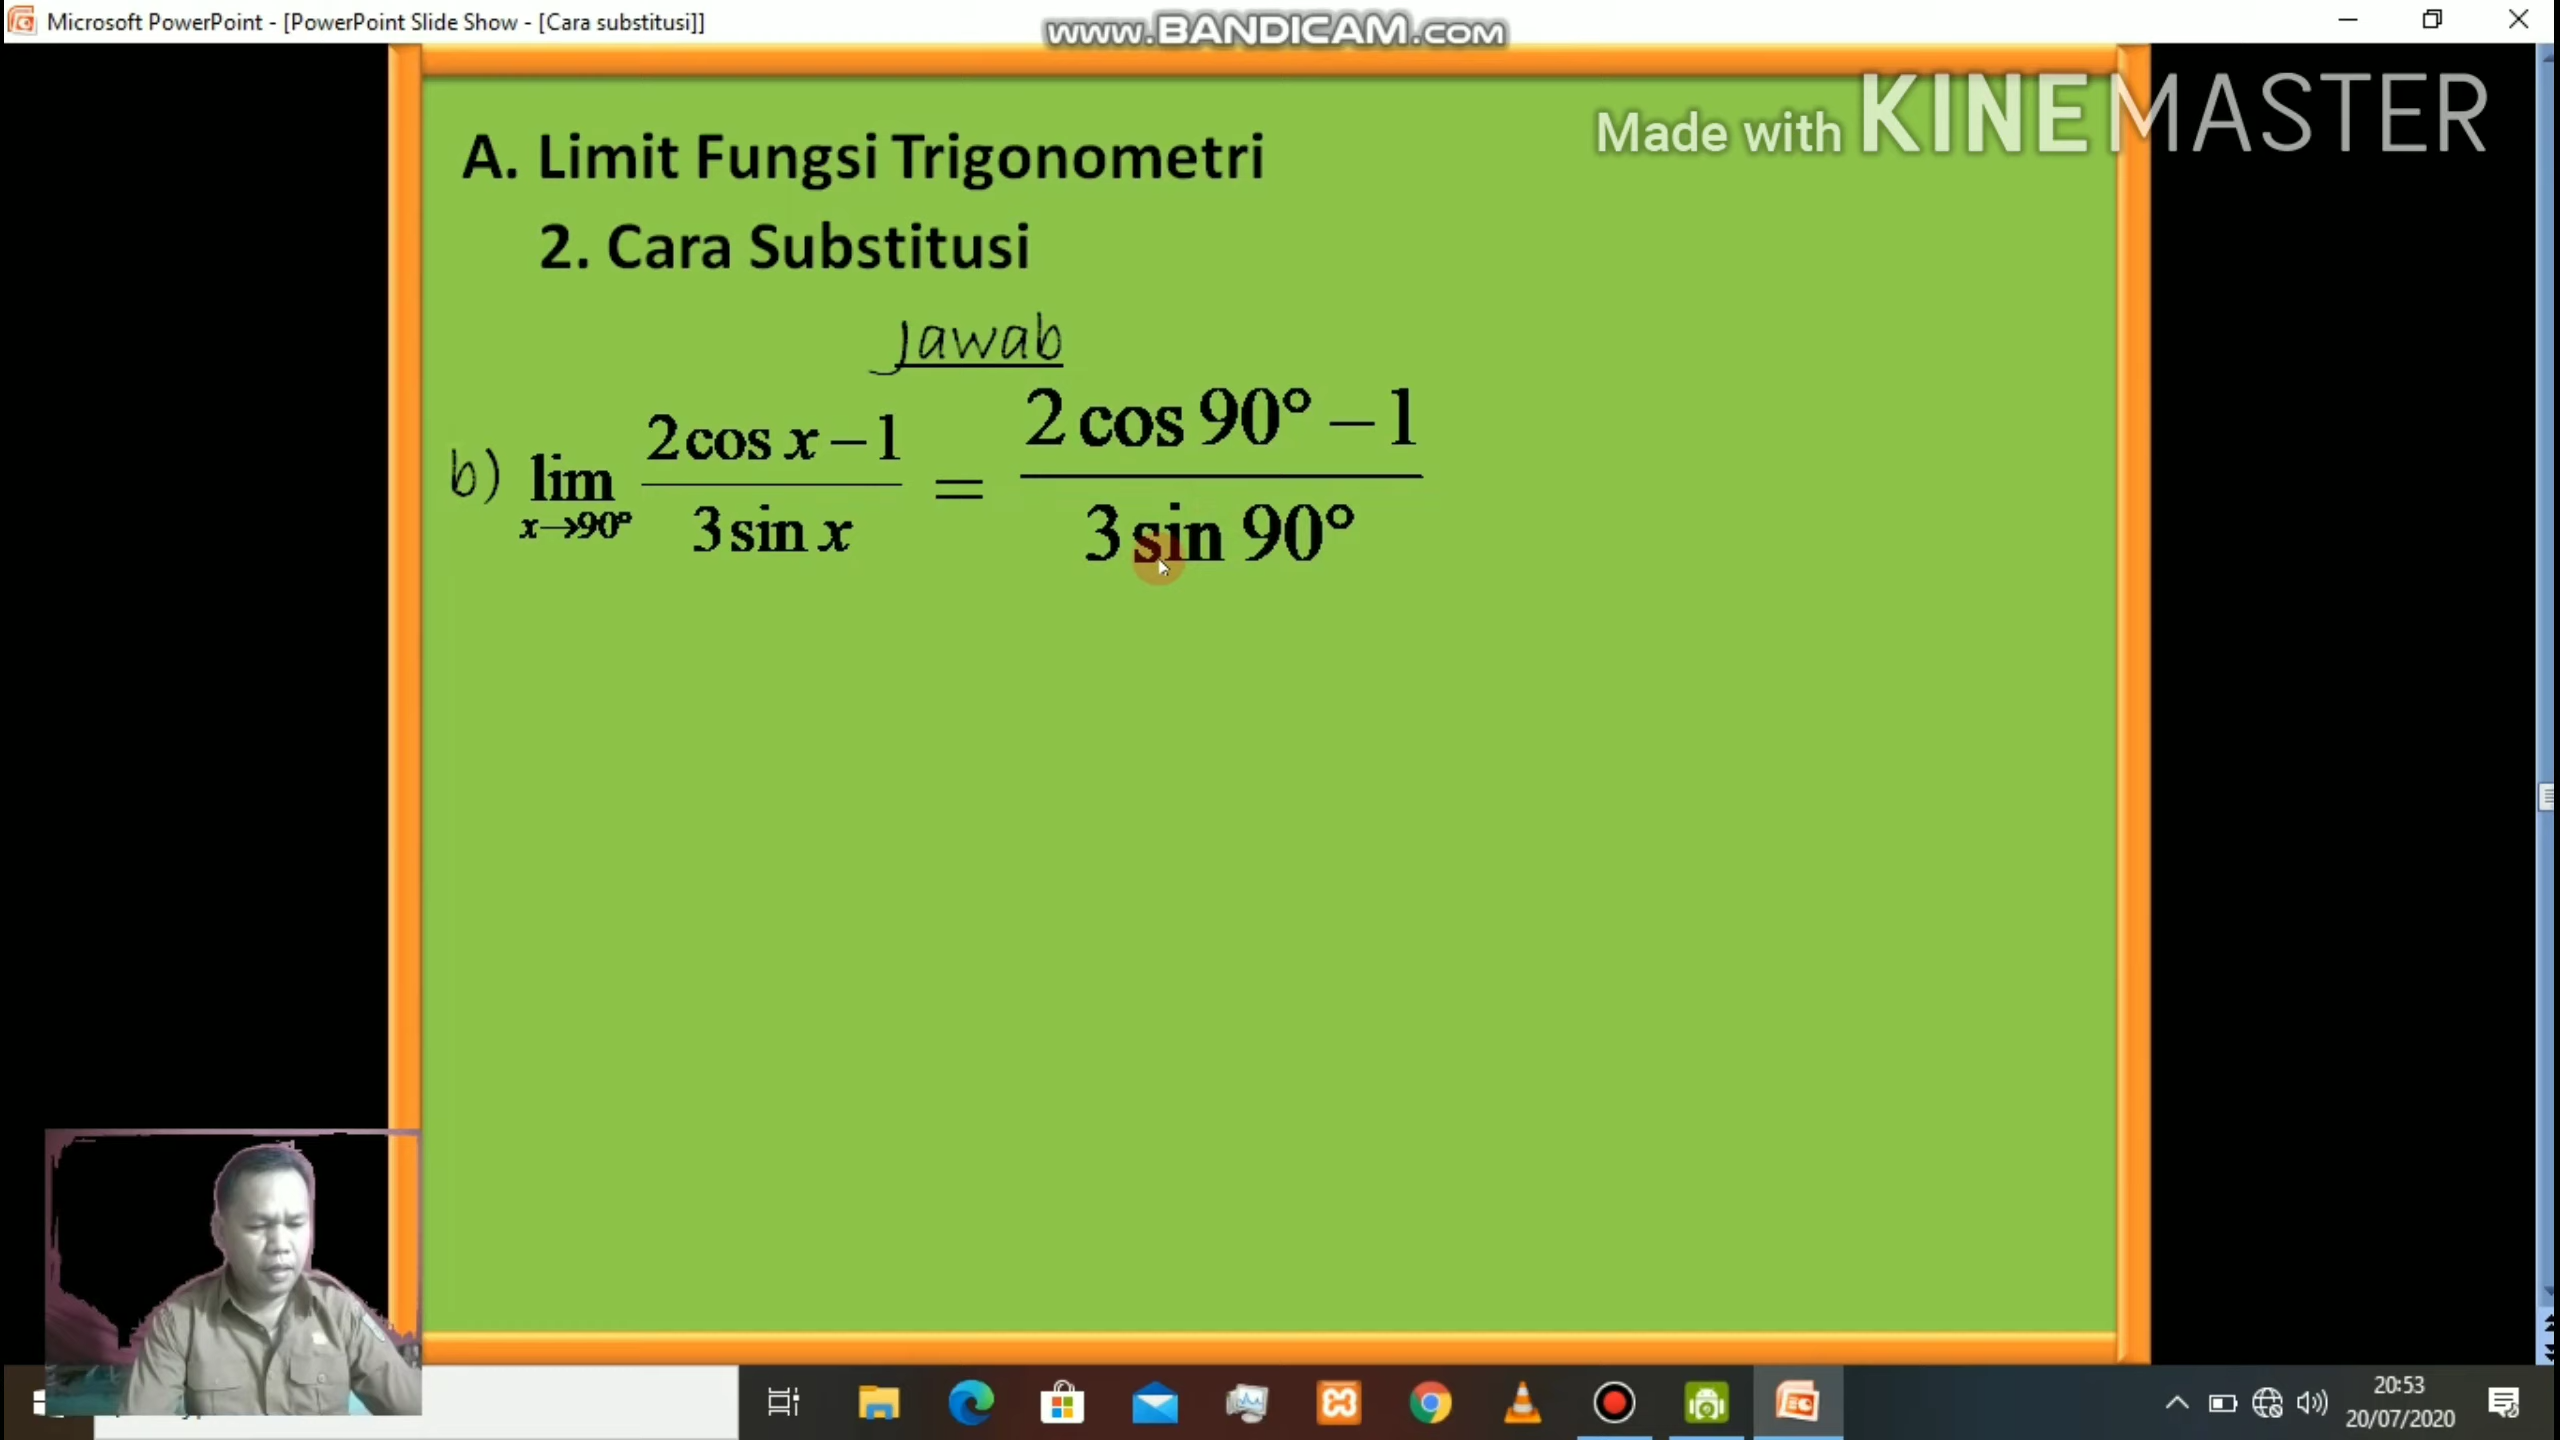 Microsoft PowerPoint - [PowerPoint Slide Show - [Cara substitusi]]
www.BANDICAM.com
Made with KINEMASTER
A. Limit Fungsi Trigonometri
2. Cara Substitusi
Jawab
b) lim x→90° (2 cos x – 1)/(3 sin x) = (2 cos 90° – 1)/(3 sin 90°)
20:53
20/07/2020